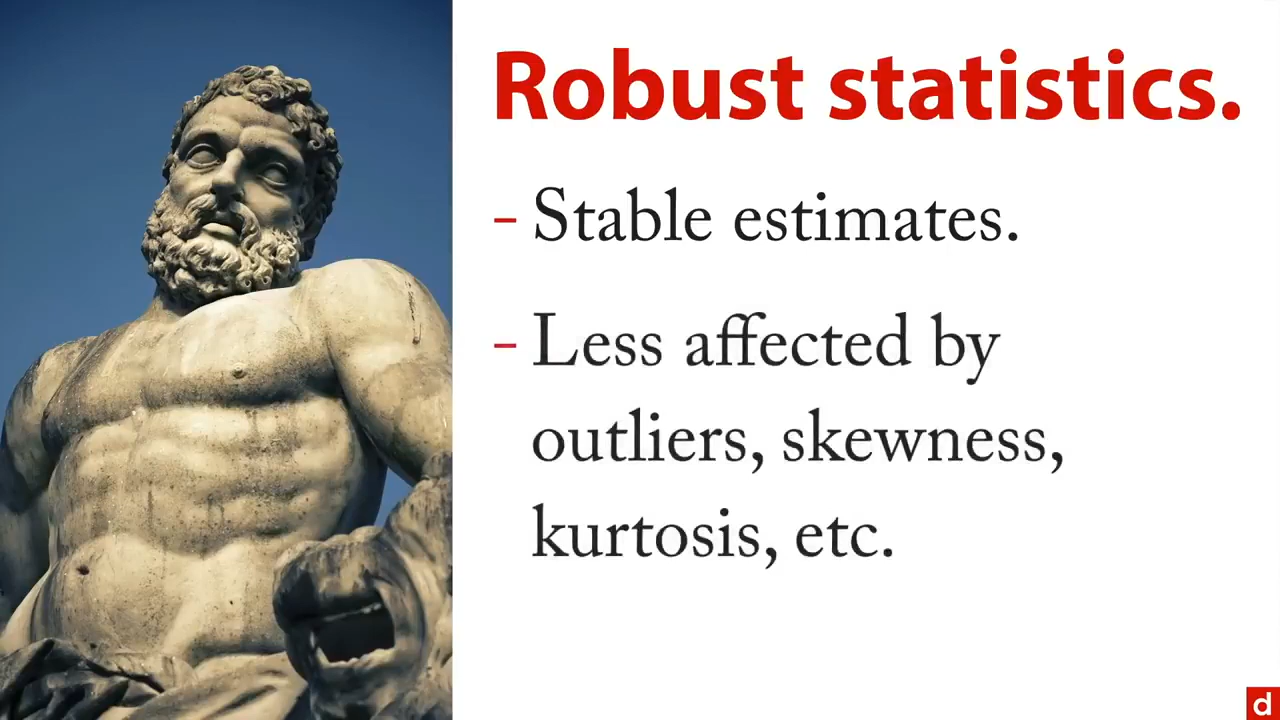 Robust statistics.
- Stable estimates.
- Less affected by
outliers, skewness,
kurtosis, etc.
d